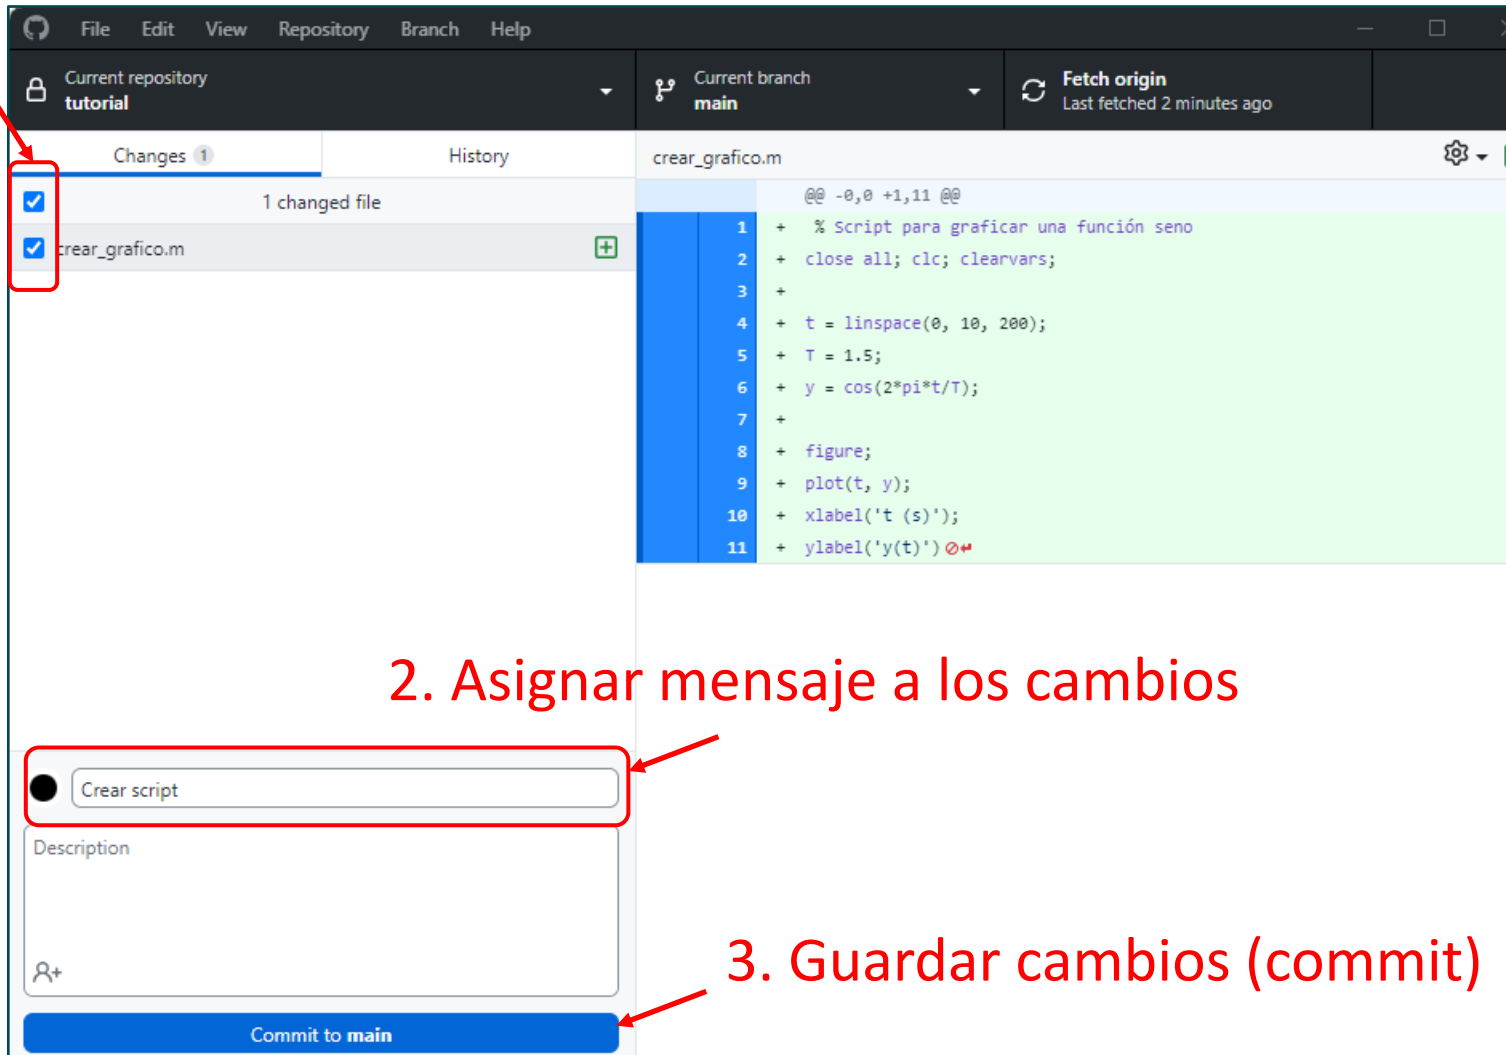 File Edit View Repository Branch Help
Current repository
tutorial
Current branch
main
Fetch origin
Last fetched 2 minutes ago
Changes 1
History
1 changed file
crear_grafico.m
crear_grafico.m
@@ -0,0 +1,11 @@
1 + % Script para graficar una función seno
2 + close all; clc; clearvars;
3 +
4 + t = linspace(0, 10, 200);
5 + T = 1.5;
6 + y = cos(2*pi*t/T);
7 +
8 + figure;
9 + plot(t, y);
10 + xlabel('t (s)');
11 + ylabel('y(t)')
2. Asignar mensaje a los cambios
Crear script
Description
3. Guardar cambios (commit)
Commit to main